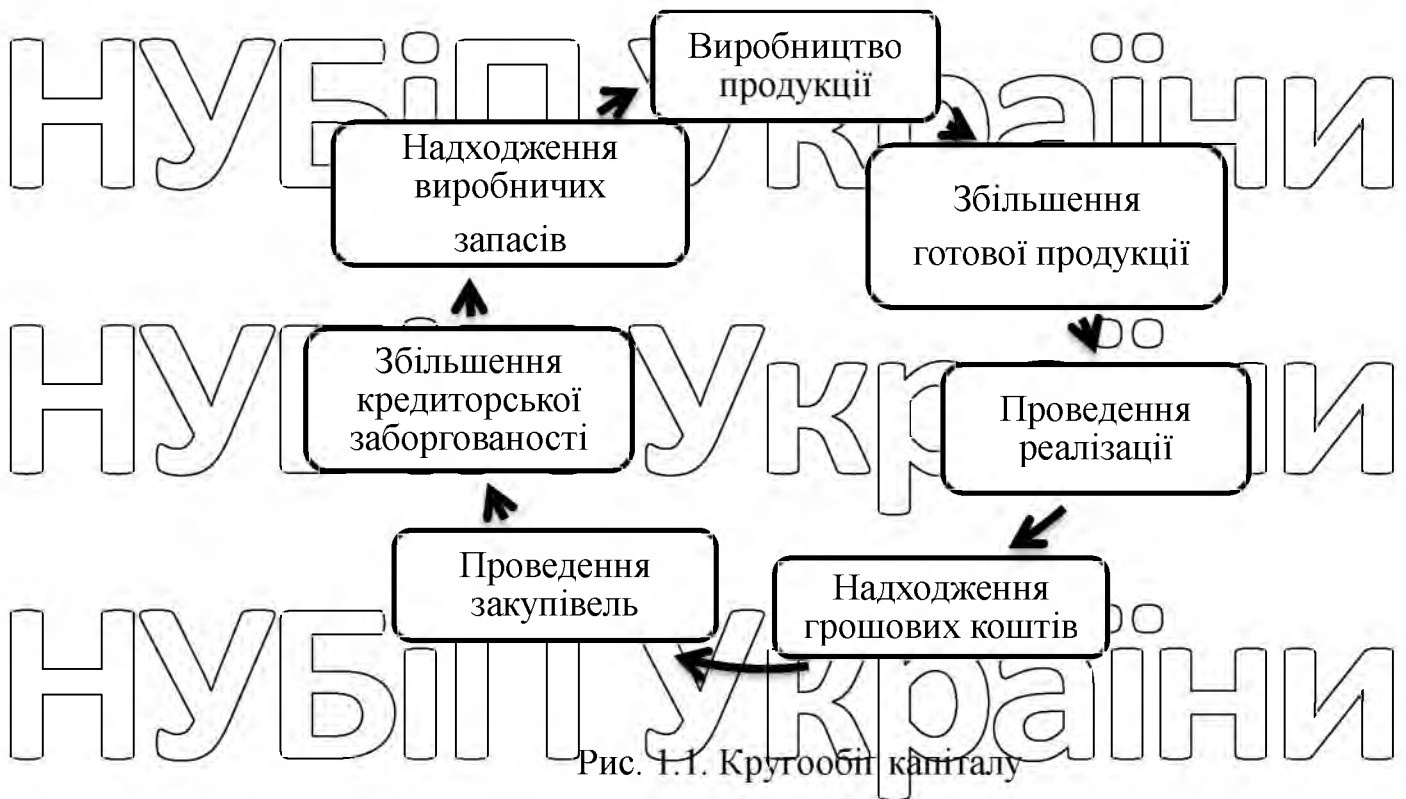 НУБіП України
Виробництво
продукції
Надходження
виробничих
запасів
Збільшення
готової продукції
НУБіП України
Збільшення
кредиторської
заборгованості
Проведення
реалізації
Проведення
закупівель
Надходження
грошових коштів
НУБіП України
Рис. 1.1. Кругообіг капіталу